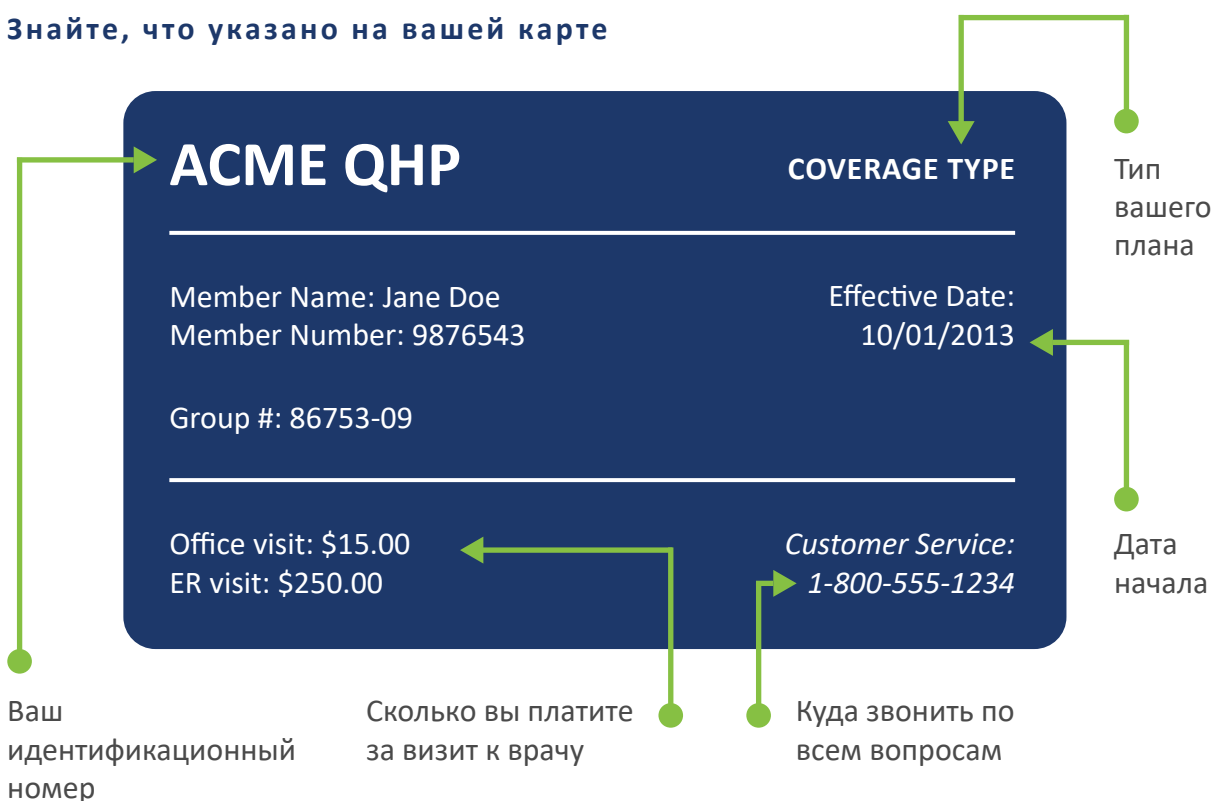 Знайте, что указано на вашей карте
ACME QHP
COVERAGE TYPE
Тип
вашего
плана
Member Name: Jane Doe
Member Number: 9876543
Effective Date:
10/01/2013
Group #: 86753-09
Office visit: $15.00
ER visit: $250.00
Customer Service:
1-800-555-1234
Дата
начала
Ваш
идентификационный
номер
Сколько вы платите
за визит к врачу
Куда звонить по
всем вопросам